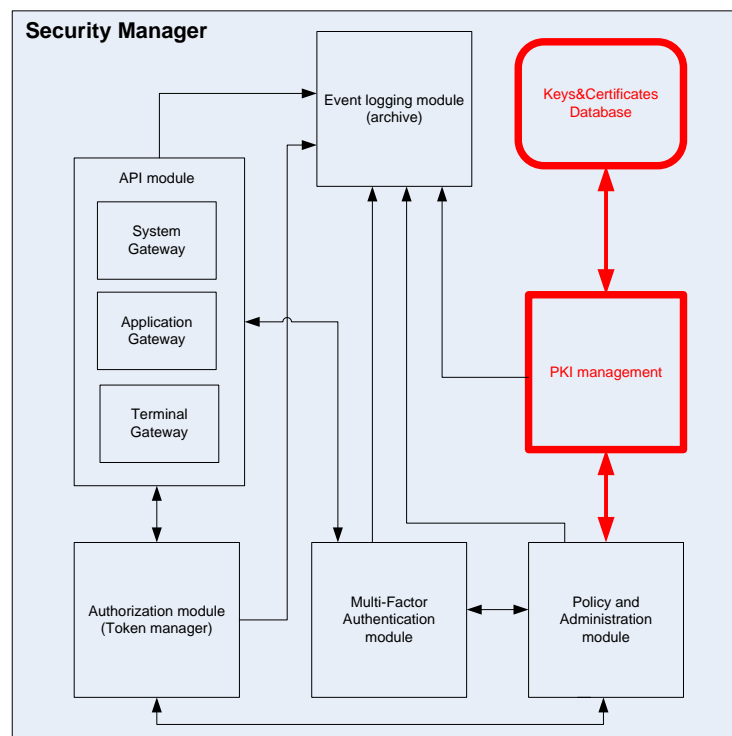 Security Manager
Event logging module
(archive)
Keys&Certificates
Database
API module
System
Gateway
Application
Gateway
Terminal
Gateway
PKI management
Authorization module
(Token manager)
Multi-Factor
Authentication
module
Policy and
Administration
module